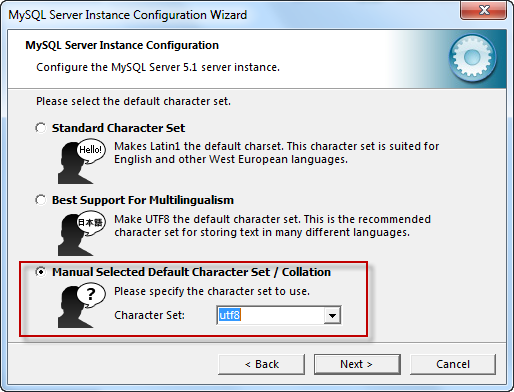 MySQL Server Instance Configuration Wizard
MySQL Server Instance Configuration
Configure the MySQL Server 5.1 server instance.
Please select the default character set.
Standard Character Set
Hello!
Makes Latin1 the default charset. This character set is suited for
English and other West European languages.
Best Support For Multilingualism
日本語
Make UTF8 the default character set. This is the recommended
character set for storing text in many different languages.
Manual Selected Default Character Set / Collation
?
Please specify the character set to use.
Character Set: utf8
< Back Next > Cancel